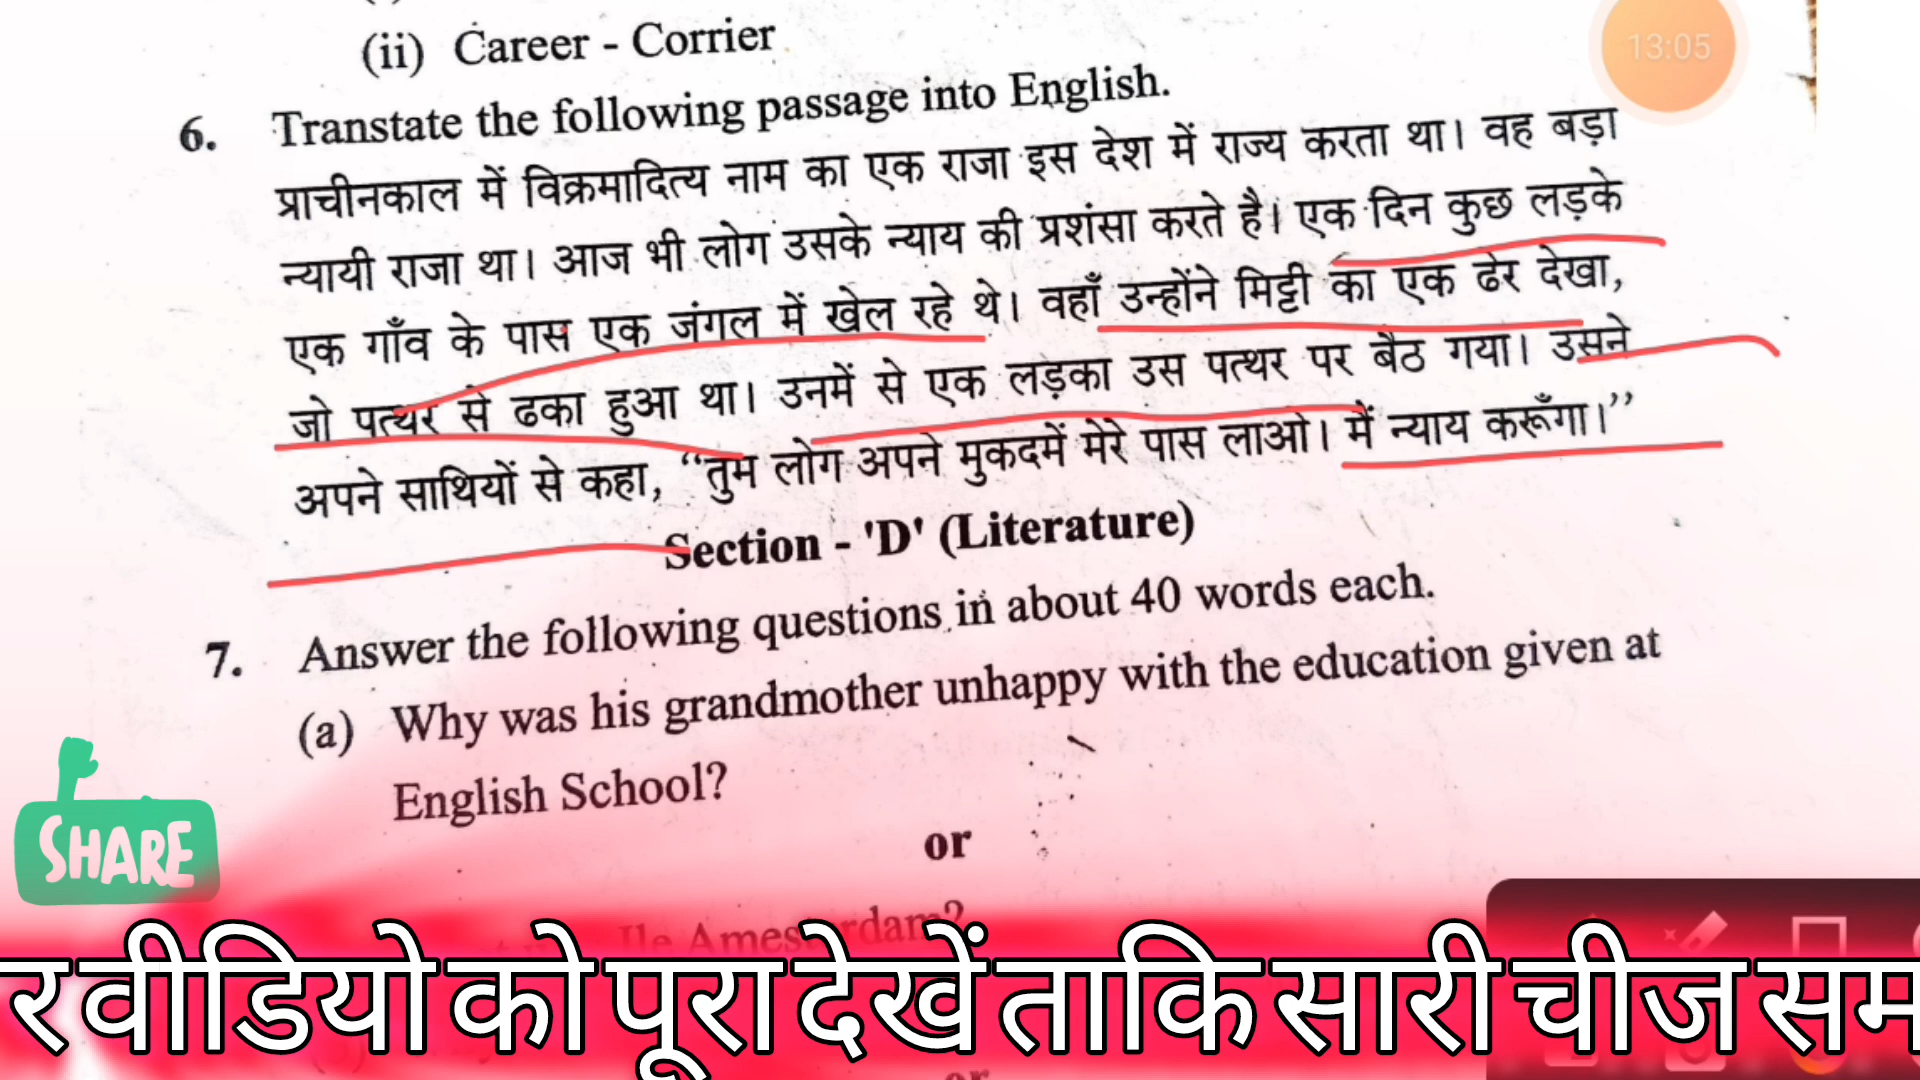 (ii) Career - Corrier
13:05
6. Transtate the following passage into English.
प्राचीनकाल में विक्रमादित्य नाम का एक राजा इस देश में राज्य करता था। वह बड़ा
न्यायी राजा था। आज भी लोग उसके न्याय की प्रशंसा करते है। एक दिन कुछ लड़के
एक गाँव के पास एक जंगल में खेल रहे थे। वहाँ उन्होंने मिट्टी का एक ढेर देखा,
जो पत्थर से ढका हुआ था। उनमें से एक लड़का उस पत्थर पर बैठ गया। उसने
अपने साथियों से कहा, “तुम लोग अपने मुकदमें मेरे पास लाओ। मैं न्याय करूँगा।”
Section - 'D' (Literature)
7. Answer the following questions in about 40 words each.
(a) Why was his grandmother unhappy with the education given at
English School?
or
SHARE
र वीडियो को पूरा देखें ताकि सारी चीज सम
or